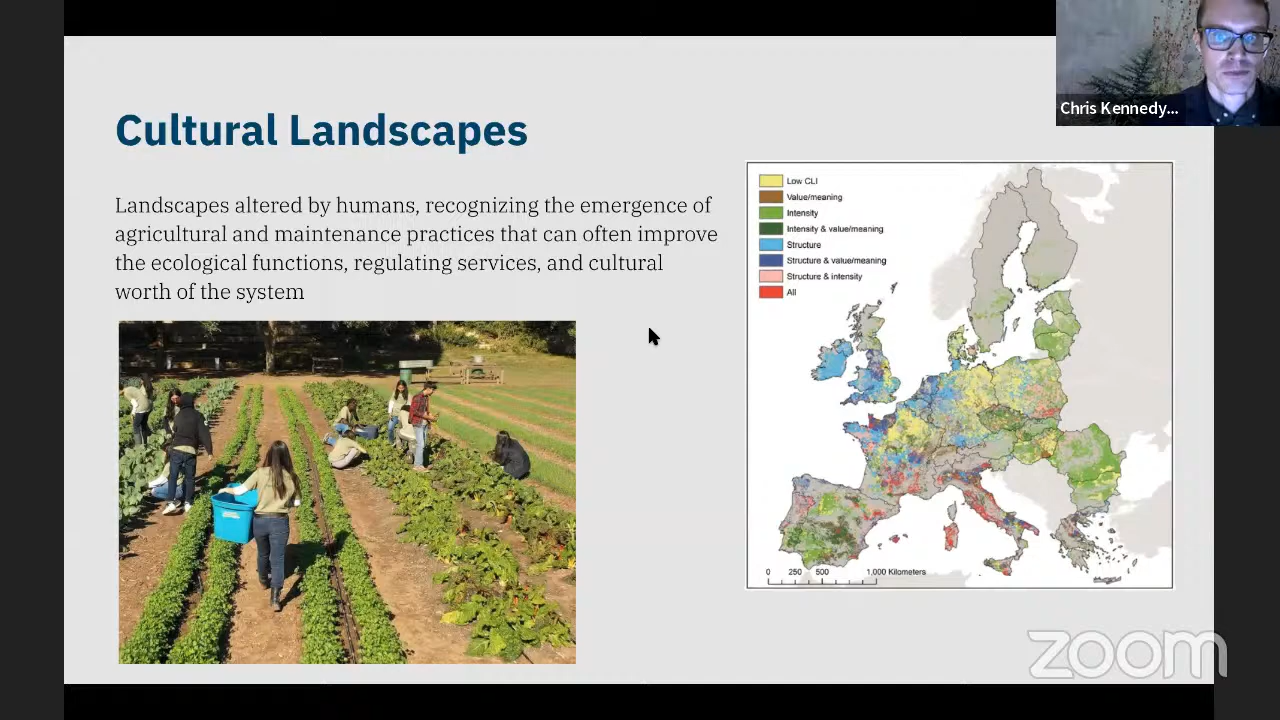 Chris Kennedy...
Cultural Landscapes
Landscapes altered by humans, recognizing the emergence of
agricultural and maintenance practices that can often improve
the ecological functions, regulating services, and cultural
worth of the system
Low CLI
Value/meaning
Intensity
Intensity & value/meaning
Structure
Structure & value/meaning
Structure & intensity
All
0 250 500 1,000 Kilometers
zoom